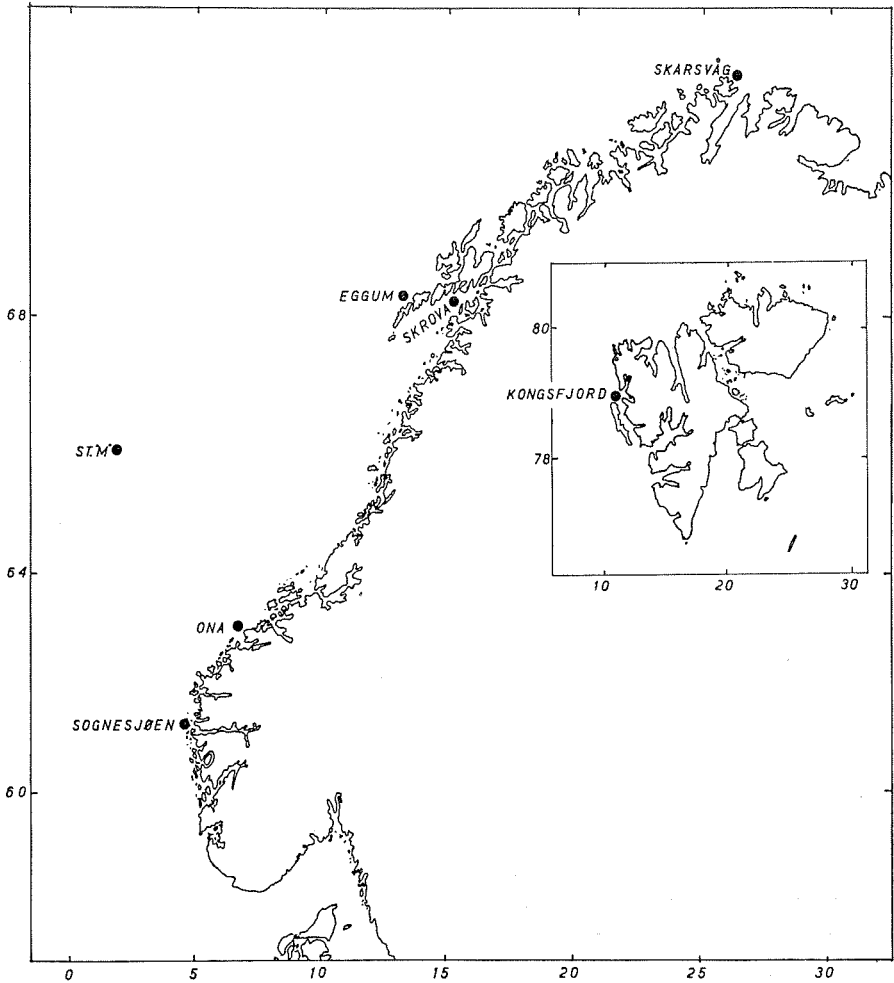 SKARSVÅG
EGGUM
SKROVA
68
80
KONGSFJORD
78
ST."M"
64
10 20 30
ONA
SOGNESJØEN
60
0 5 10 15 20 25 30